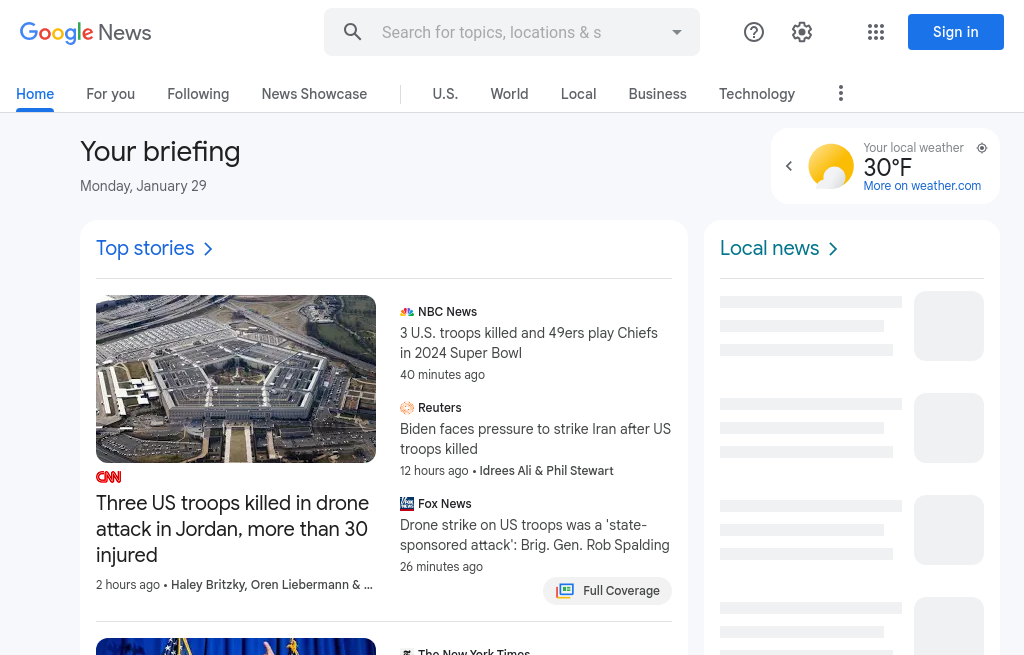 Google News
Search for topics, locations & s
Sign in
Home
For you
Following
News Showcase
U.S.
World
Local
Business
Technology
Your briefing
Monday, January 29
Your local weather
30°F
More on weather.com
Top stories
CNN
Three US troops killed in drone
attack in Jordan, more than 30
injured
2 hours ago • Haley Britzky, Oren Liebermann & ...
NBC News
3 U.S. troops killed and 49ers play Chiefs
in 2024 Super Bowl
40 minutes ago
Reuters
Biden faces pressure to strike Iran after US
troops killed
12 hours ago • Idrees Ali & Phil Stewart
Fox News
Drone strike on US troops was a 'state-
sponsored attack': Brig. Gen. Rob Spalding
26 minutes ago
Full Coverage
The New York Times
Local news